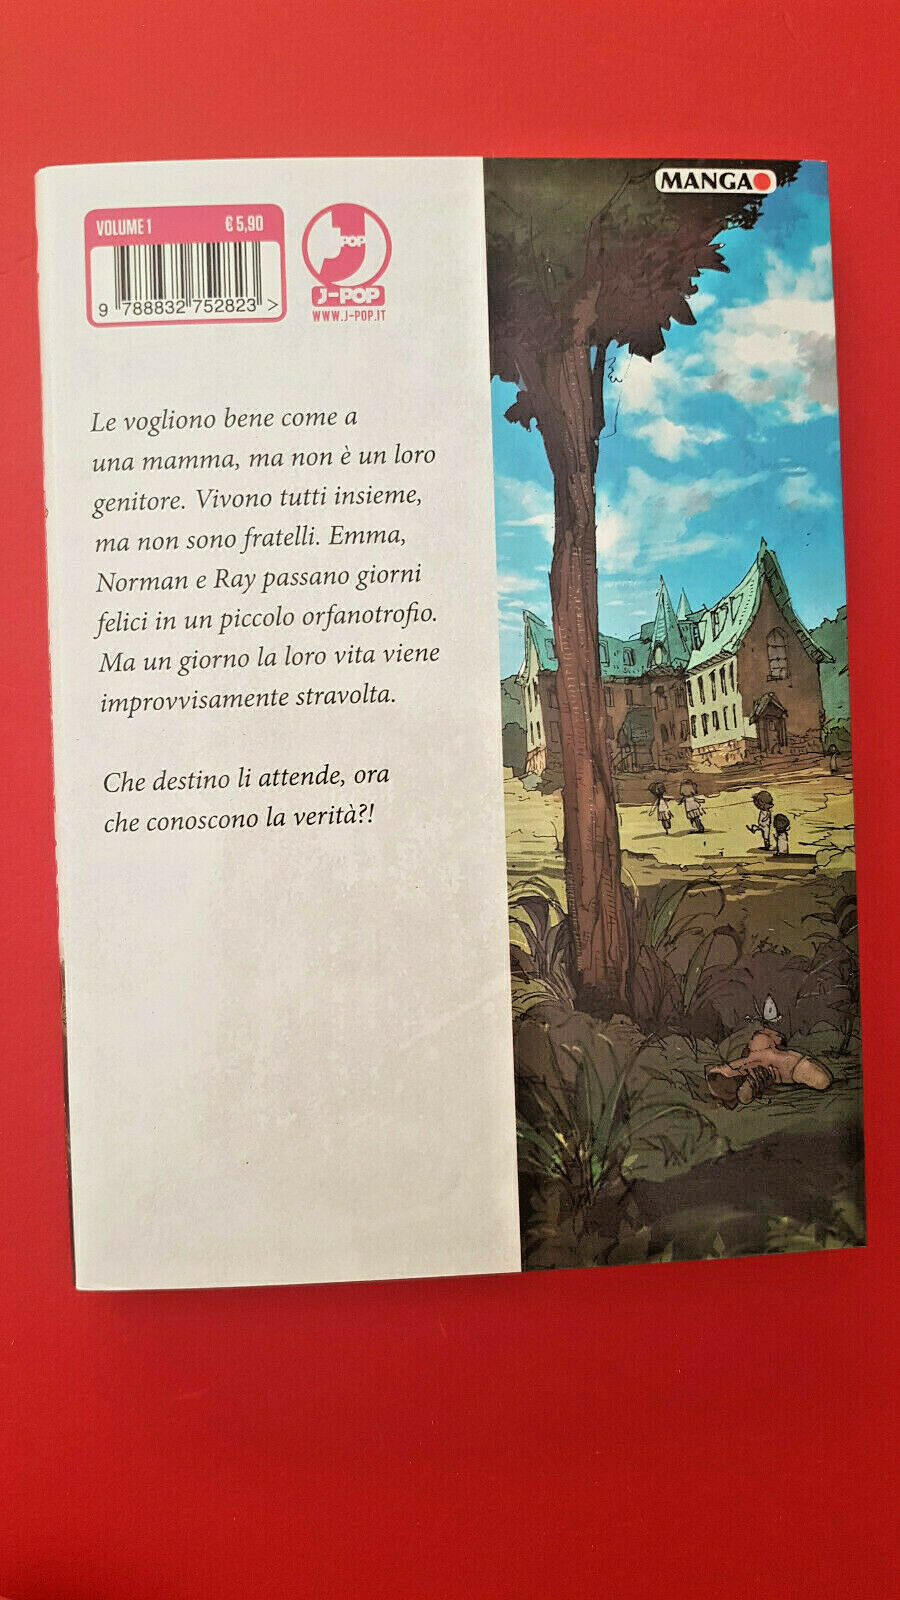 MANGA
VOLUME 1 € 5,90
9 788832 752823 >
J-POP
J-POP
WWW.J-POP.IT
Le vogliono bene come a
una mamma, ma non è un loro
genitore. Vivono tutti insieme,
ma non sono fratelli. Emma,
Norman e Ray passano giorni
felici in un piccolo orfanotrofio.
Ma un giorno la loro vita viene
improvvisamente stravolta.
Che destino li attende, ora
che conoscono la verità?!